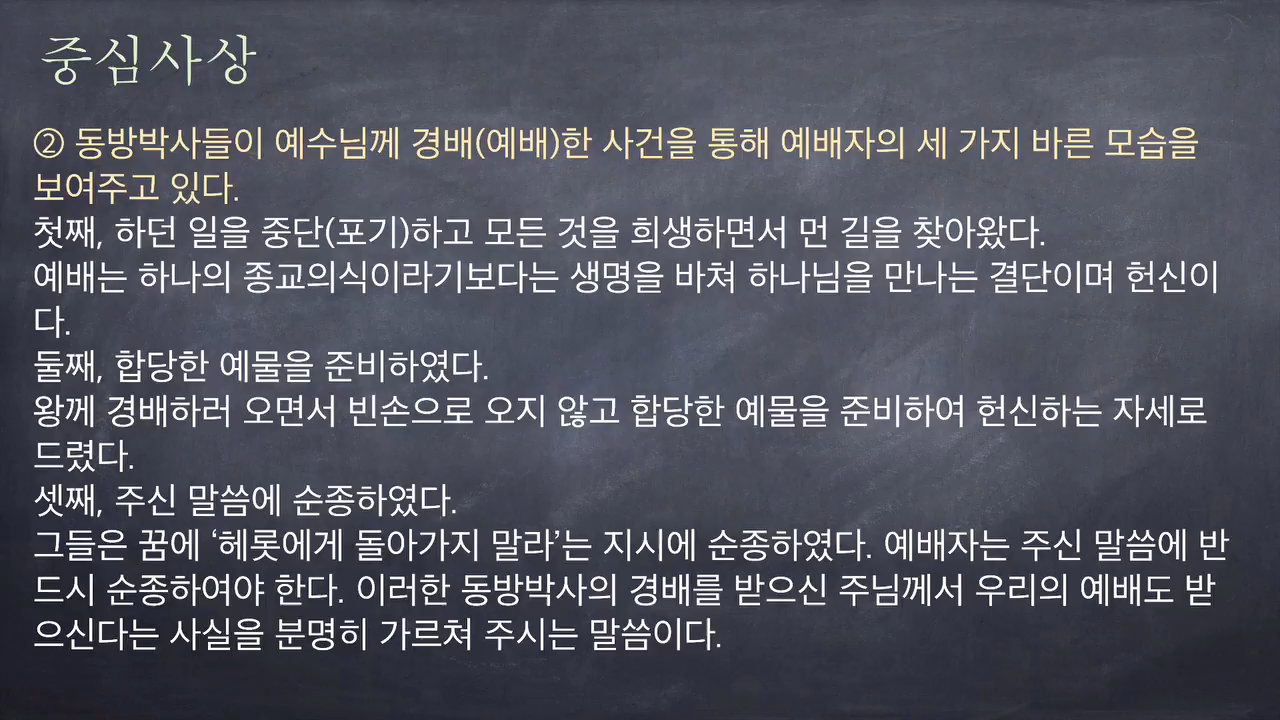 중심사상
② 동방박사들이 예수님께 경배(예배)한 사건을 통해 예배자의 세 가지 바른 모습을
보여주고 있다.
첫째, 하던 일을 중단(포기)하고 모든 것을 희생하면서 먼 길을 찾아왔다.
예배는 하나의 종교의식이라기보다는 생명을 바쳐 하나님을 만나는 결단이며 헌신이
다.
둘째, 합당한 예물을 준비하였다.
왕께 경배하러 오면서 빈손으로 오지 않고 합당한 예물을 준비하여 헌신하는 자세로
드렸다.
셋째, 주신 말씀에 순종하였다.
그들은 꿈에 ‘헤롯에게 돌아가지 말라’는 지시에 순종하였다. 예배자는 주신 말씀에 반
드시 순종하여야 한다. 이러한 동방박사의 경배를 받으신 주님께서 우리의 예배도 받
으신다는 사실을 분명히 가르쳐 주시는 말씀이다.